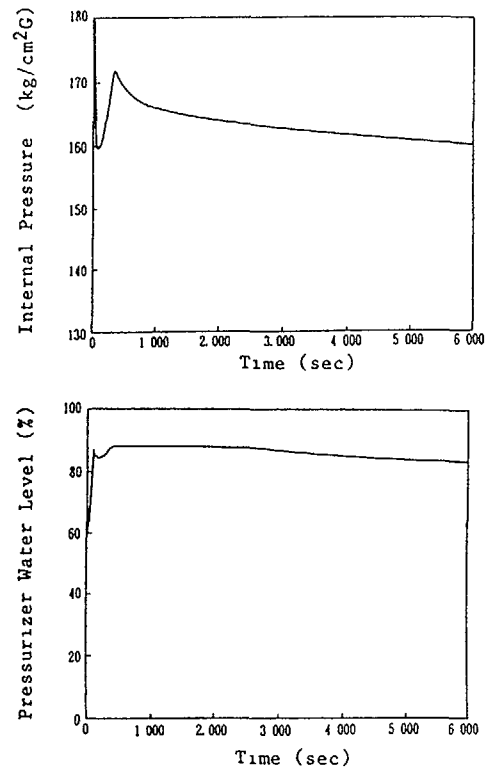 Internal Pressure (kg/cm²G)
180
170
160
150
140
130
0 1 000 2 000 3 000 4 000 5 000 6 000
Time (sec)
Pressurizer Water Level (%)
100
80
60
40
20
0
0 1 000 2 000 3 000 4 000 5 000 6 000
Time (sec)